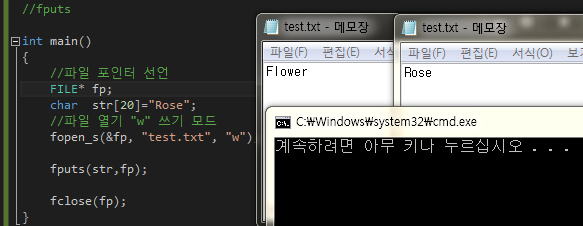 //fputs
int main()
{
//파일 포인터 선언
FILE* fp;
char str[20]="Rose";
//파일 열기 "w" 쓰기 모드
fopen_s(&fp, "test.txt", "w")
fputs(str,fp);
fclose(fp);
}
test.txt - 메모장
파일(F) 편집(E) 서식
Flower
test.txt - 메모장
파일(F) 편집(E) 서식(O) 보기
Rose
C:\Windows\system32\cmd.exe
계속하려면 아무 키나 누르십시오 . . .